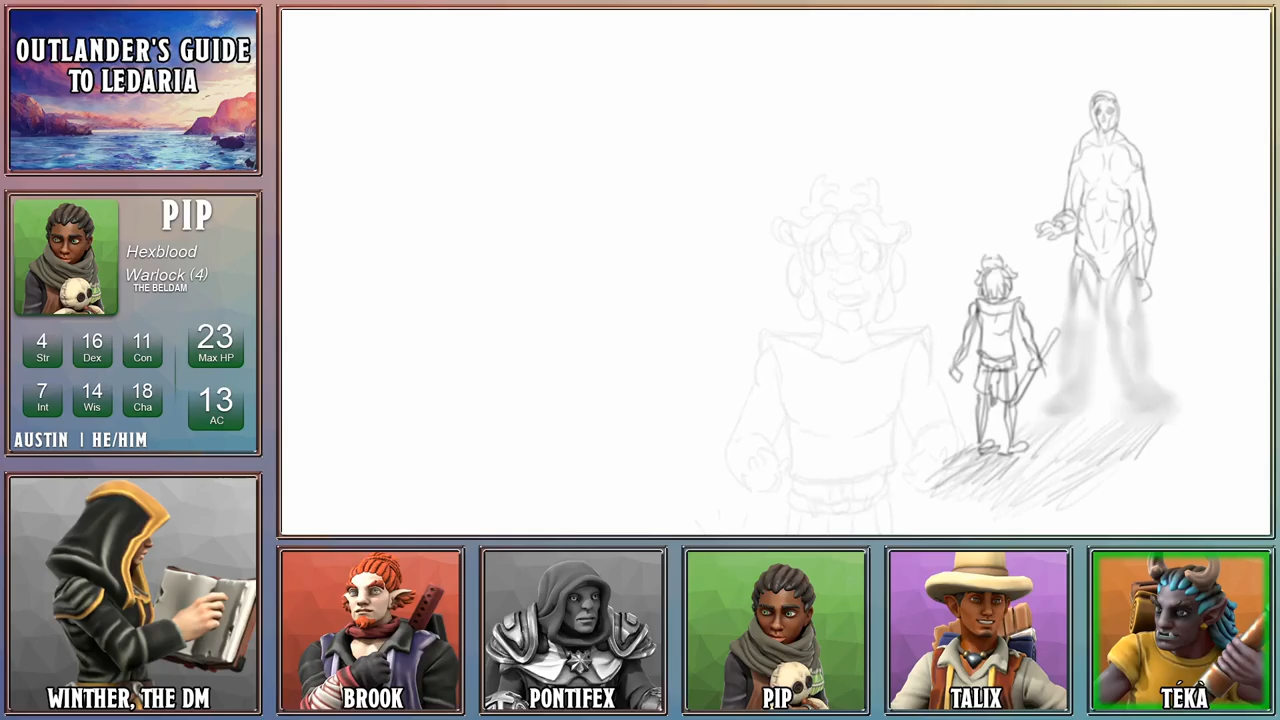 OUTLANDER'S GUIDE
TO LEDARIA
PIP
Hexblood
Warlock (4)
THE BELDAM
4 16 11 23
Str Dex Con Max HP
7 14 18 13
Int Wis Cha AC
AUSTIN | HE/HIM
WINTHER, THE DM
BROOK
PONTIFEX
PIP
TALIX
TÉKÀ